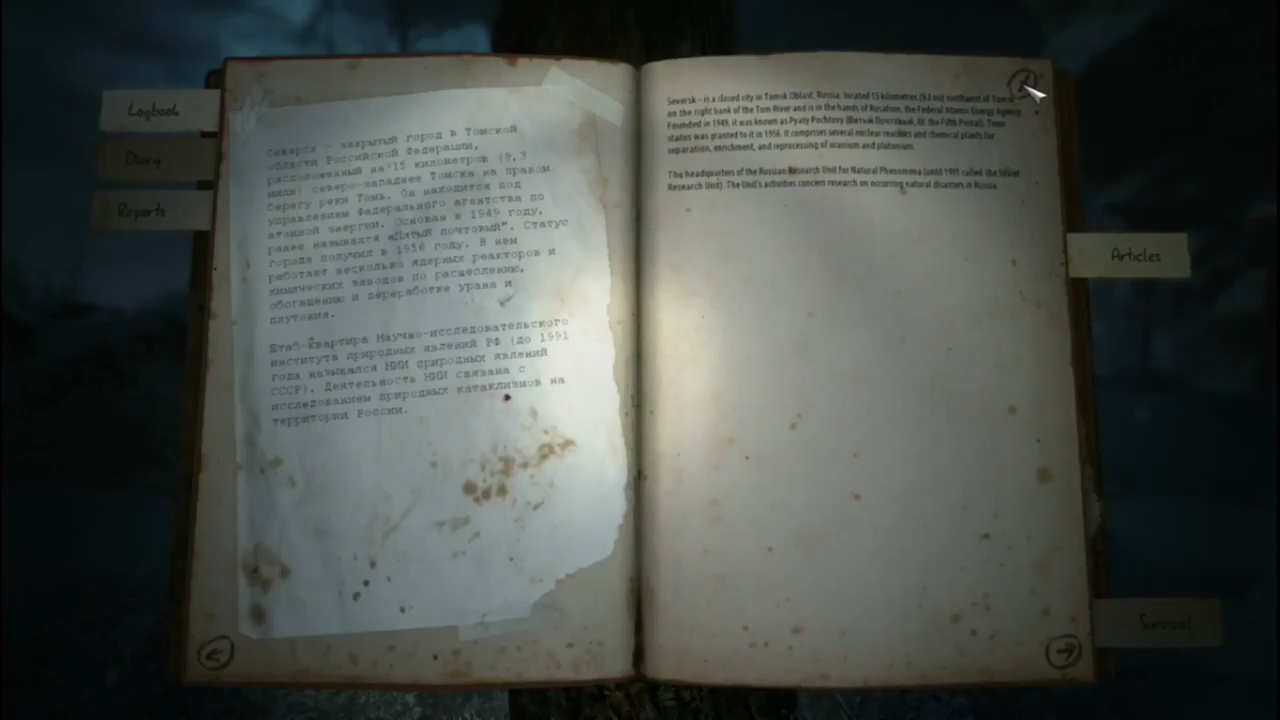 Logbook
Diary
Reports
Северск – закрытый город в Томской
области Российской Федерации,
расположенный на 15 километров (9,3
мили) северо-западнее Томска на правом
берегу реки Томь. Он находится под
управлением Федерального агентства по
атомной энергии. Основан в 1949 году,
ранее назывался «Пятый почтовый". Статус
города получил в 1956 году. В нем
работает несколько ядерных реакторов и
химических заводов по расщеплению,
обогащению и переработке урана и
плутония.
Штаб-Квартира Научно-исследовательского
института природных явлений РФ (до 1991
года назывался НИИ природных явлений
СССР). Деятельность НИИ связана с
исследованием природных катаклизмов на
территории России.
Seversk – is a closed city in Tomsk Oblast, Russia, located 15 kilometres (9.3 mi) northwest of Tomsk
on the right bank of the Tom River and is in the hands of Rosatom, the Federal Atomic Energy Agency
Founded in 1949, it was known as Pyaty Pochtovy lit. the Fifth Postal). Town
status was granted to it in 1956. It comprises several nuclear reactors and chemical plants for
separation, enrichment, and reprocessing of uranium and plutonium.
The headquarters of the Russian Research Unit for Natural Phenomena (until 1991 called the Soviet
Research Unit). The Unit's activities concern research on occurring natural disasters in Russia.
Articles
Survival